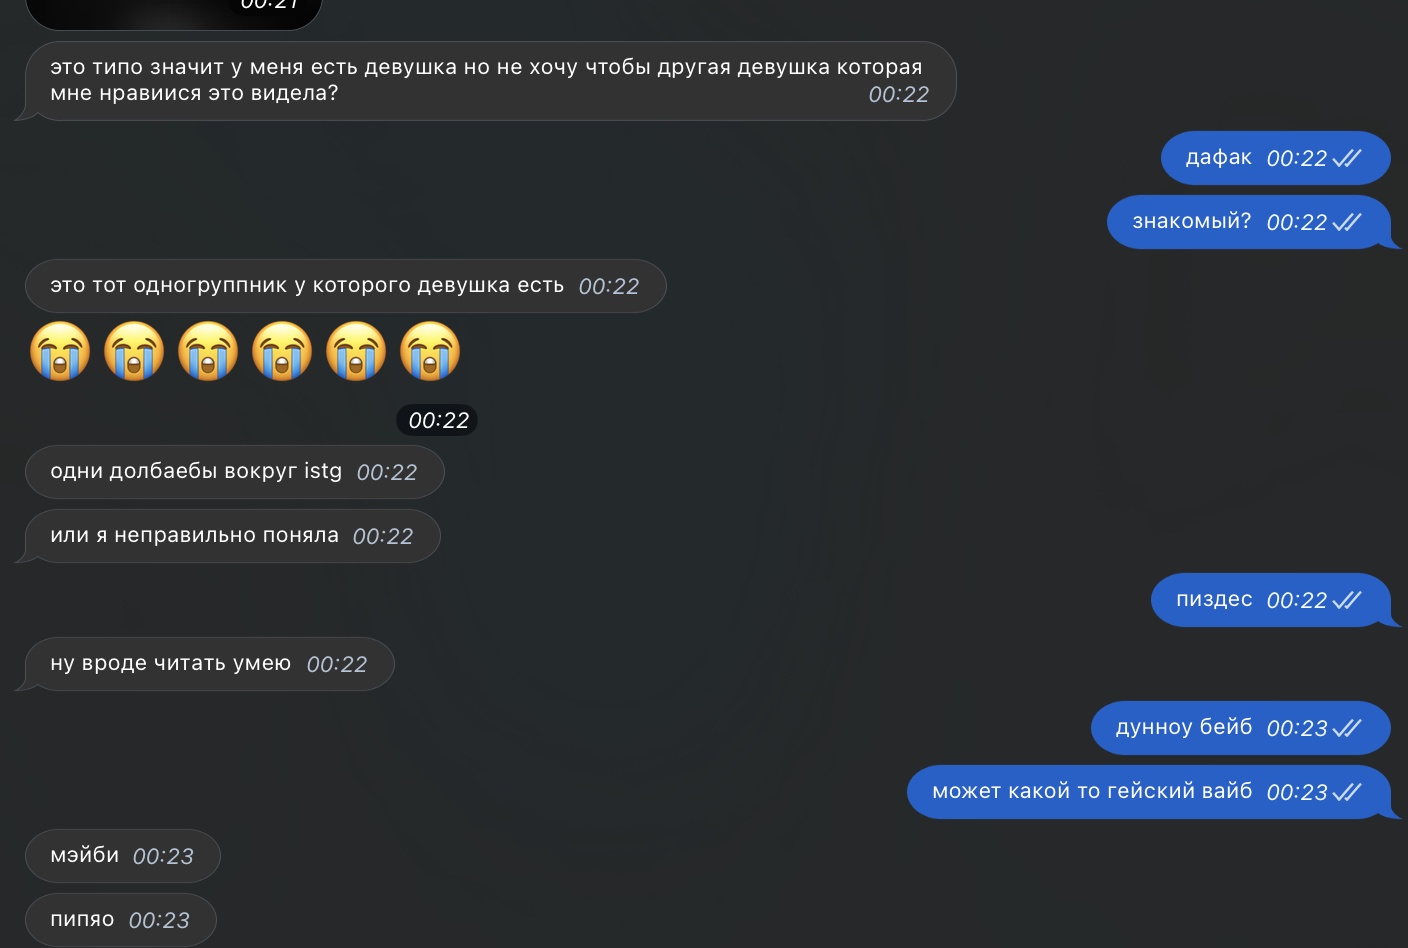 00:21
это типо значит у меня есть девушка но не хочу чтобы другая девушка которая
мне нравиися это видела? 00:22
дафак 00:22
знакомый? 00:22
это тот одногруппник у которого девушка есть 00:22
😭😭😭😭😭😭
00:22
одни долбаебы вокруг istg 00:22
или я неправильно поняла 00:22
пиздес 00:22
ну вроде читать умею 00:22
дунноу бейб 00:23
может какой то гейский вайб 00:23
мэйби 00:23
пипяо 00:23